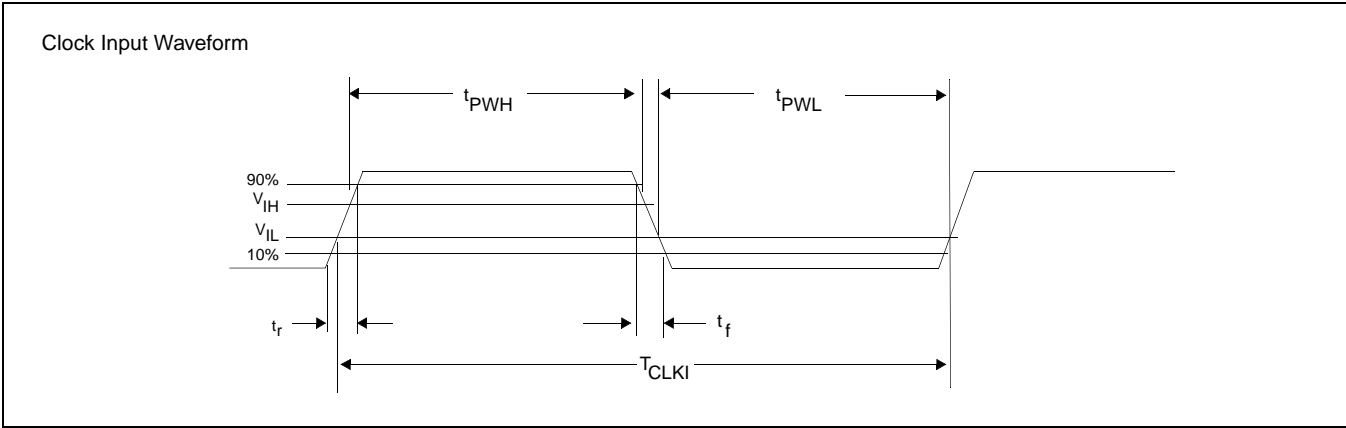 Clock Input Waveform
tPWH
tPWL
90%
VIH
VIL
10%
tr
tf
TCLKI